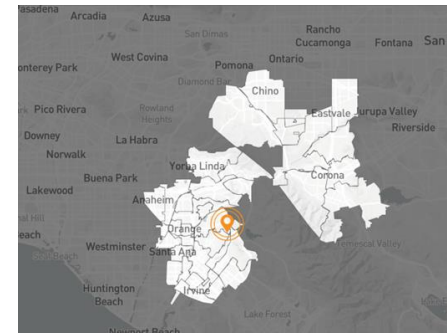 Pasadena
Arcadia
Azusa
San Dimas
Rancho
Cucamonga
Fontana
San
West Covina
Ontario
Monterey Park
Pomona
Diamond Bar
Chino
Pico Rivera
Rowland
Heights
Eastvale
Jurupa Valley
Riverside
Downey
La Habra
Norwalk
Yorba Linda
Corona
Buena Park
Lakewood
Anaheim
Orange
Westminster
Santa Ana
Temescal Valley
Huntington
Beach
Irvine
Lake Forest
Newport Beach